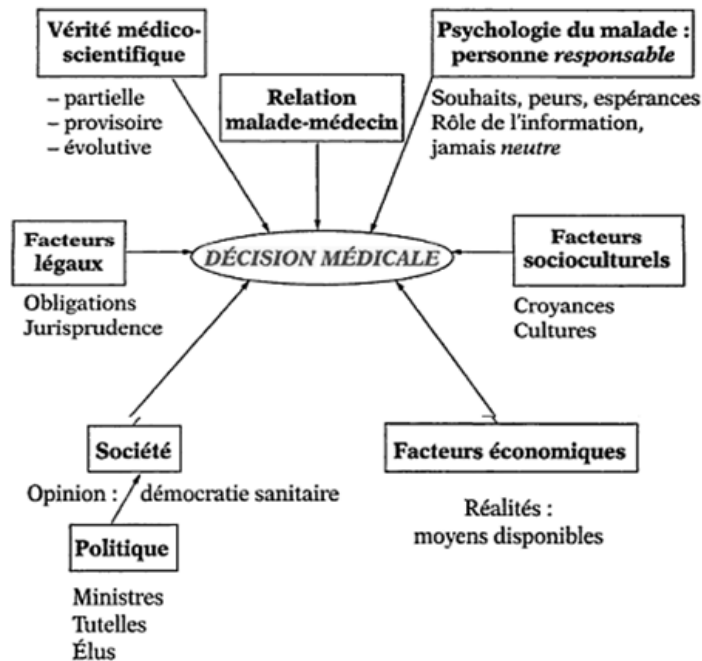 Vérité médico-
scientifique
– partielle
– provisoire
– évolutive
Relation
malade-médecin
Psychologie du malade :
personne responsable
Souhaits, peurs, espérances
Rôle de l'information,
jamais neutre
Facteurs
légaux
Obligations
Jurisprudence
DÉCISION MÉDICALE
Facteurs
socioculturels
Croyances
Cultures
Société
Opinion : démocratie sanitaire
Politique
Ministres
Tutelles
Élus
Facteurs économiques
Réalités :
moyens disponibles